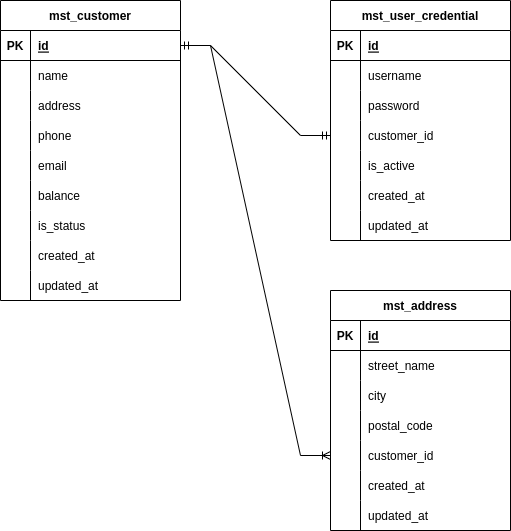 mst_customer
PK id
name
address
phone
email
balance
is_status
created_at
updated_at
mst_user_credential
PK id
username
password
customer_id
is_active
created_at
updated_at
mst_address
PK id
street_name
city
postal_code
customer_id
created_at
updated_at